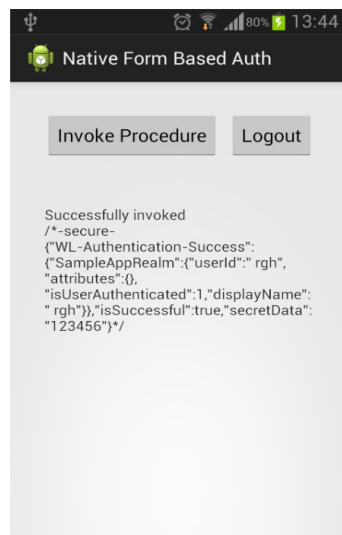 80% 13:44
Native Form Based Auth
Invoke Procedure Logout
Successfully invoked
/*-secure-
{"WL-Authentication-Success":
{"SampleAppRealm":{"userId":" rgh",
"attributes":{},
"isUserAuthenticated":1,"displayName":
" rgh"}},"isSuccessful":true,"secretData":
"123456"}*/